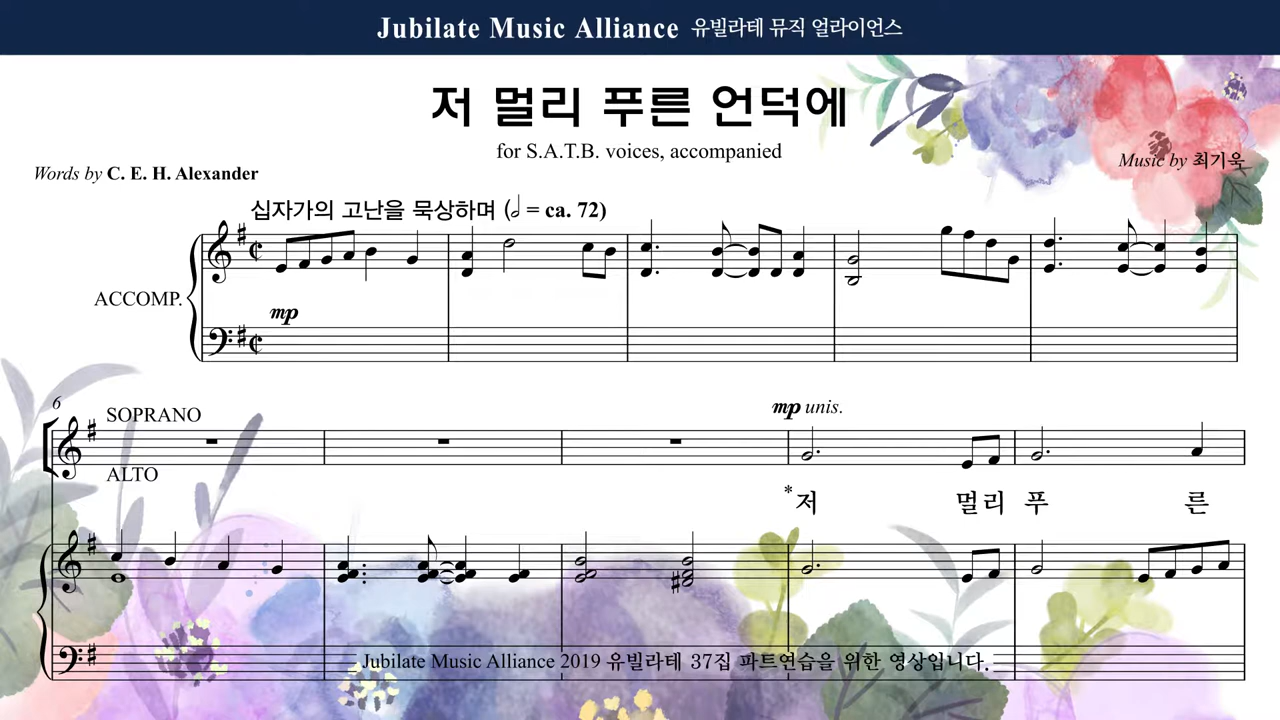 Jubilate Music Alliance 유빌라테 뮤직 얼라이언스
저 멀리 푸른 언덕에
for S.A.T.B. voices, accompanied
Words by C. E. H. Alexander
Music by 최기욱
십자가의 고난을 묵상하며 (𝅗𝅥 = ca. 72)
ACCOMP.
mp
6
SOPRANO
mp unis.
ALTO
*저 멀리 푸 른
Jubilate Music Alliance 2019 유빌라테 37집 파트연습을 위한 영상입니다.